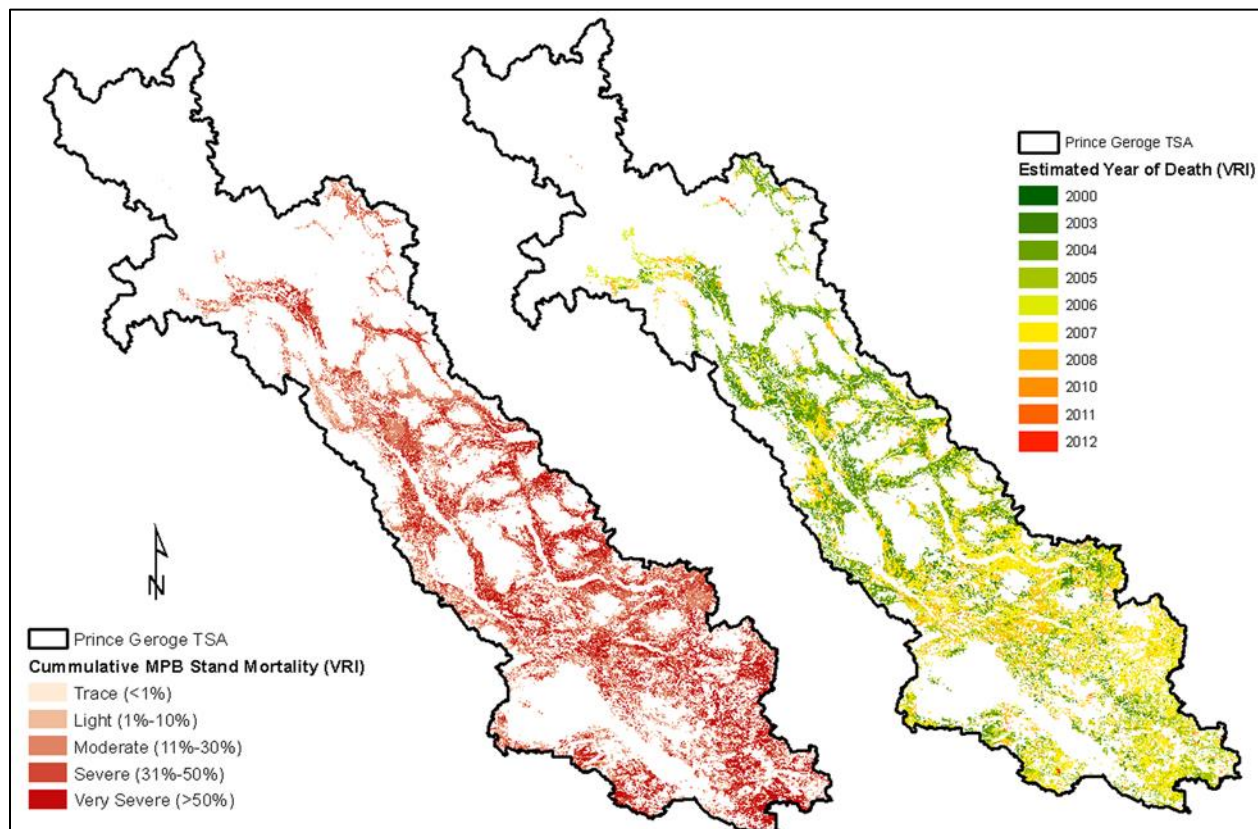 Prince Geroge TSA
Cummulative MPB Stand Mortality (VRI)
Trace (<1%)
Light (1%-10%)
Moderate (11%-30%)
Severe (31%-50%)
Very Severe (>50%)
N
Prince Geroge TSA
Estimated Year of Death (VRI)
2000
2003
2004
2005
2006
2007
2008
2010
2011
2012